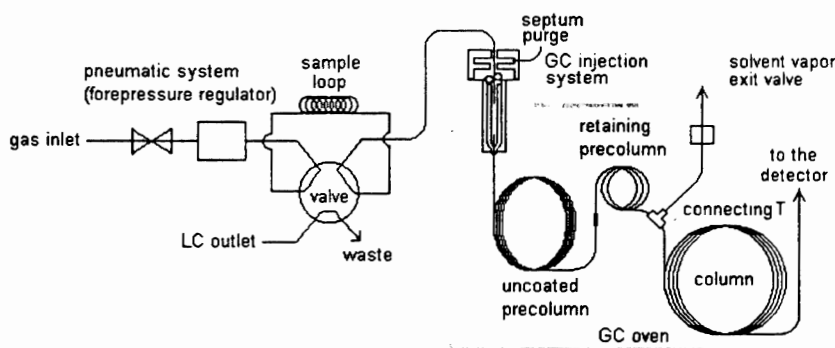 septum
purge
GC injection
system
solvent vapor
exit valve
pneumatic system
(forepressure regulator)
sample
loop
gas inlet
retaining
precolumn
to the
detector
valve
connecting T
LC outlet
waste
uncoated
precolumn
column
GC oven